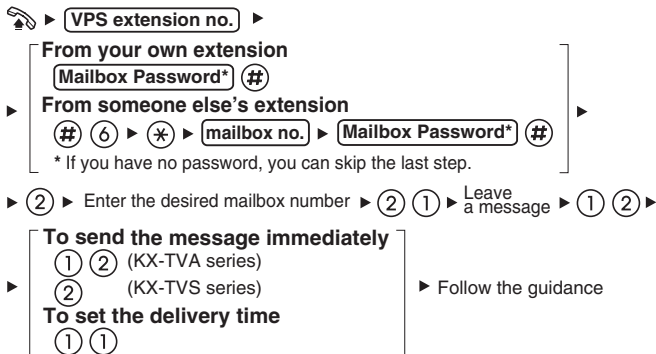 VPS extension no.
From your own extension
Mailbox Password* #
From someone else's extension
# 6 * mailbox no. Mailbox Password* #
* If you have no password, you can skip the last step.
2 Enter the desired mailbox number 2 1 Leave a message 1 2
To send the message immediately
1 2 (KX-TVA series)
2 (KX-TVS series) Follow the guidance
To set the delivery time
1 1